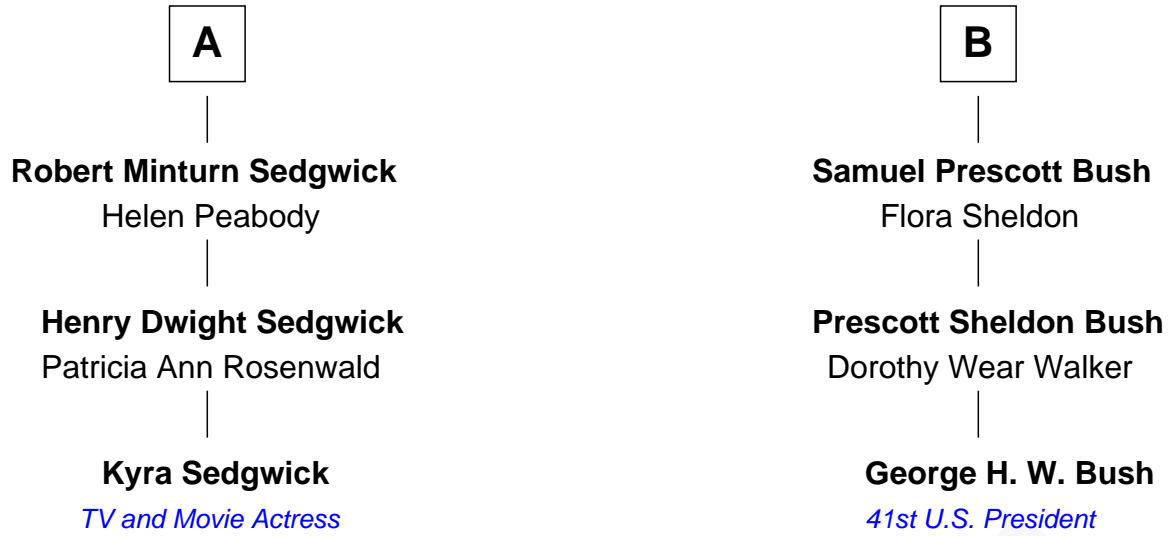 A
Robert Minturn Sedgwick
Helen Peabody
Henry Dwight Sedgwick
Patricia Ann Rosenwald
Kyra Sedgwick
TV and Movie Actress
B
Samuel Prescott Bush
Flora Sheldon
Prescott Sheldon Bush
Dorothy Wear Walker
George H. W. Bush
41st U.S. President